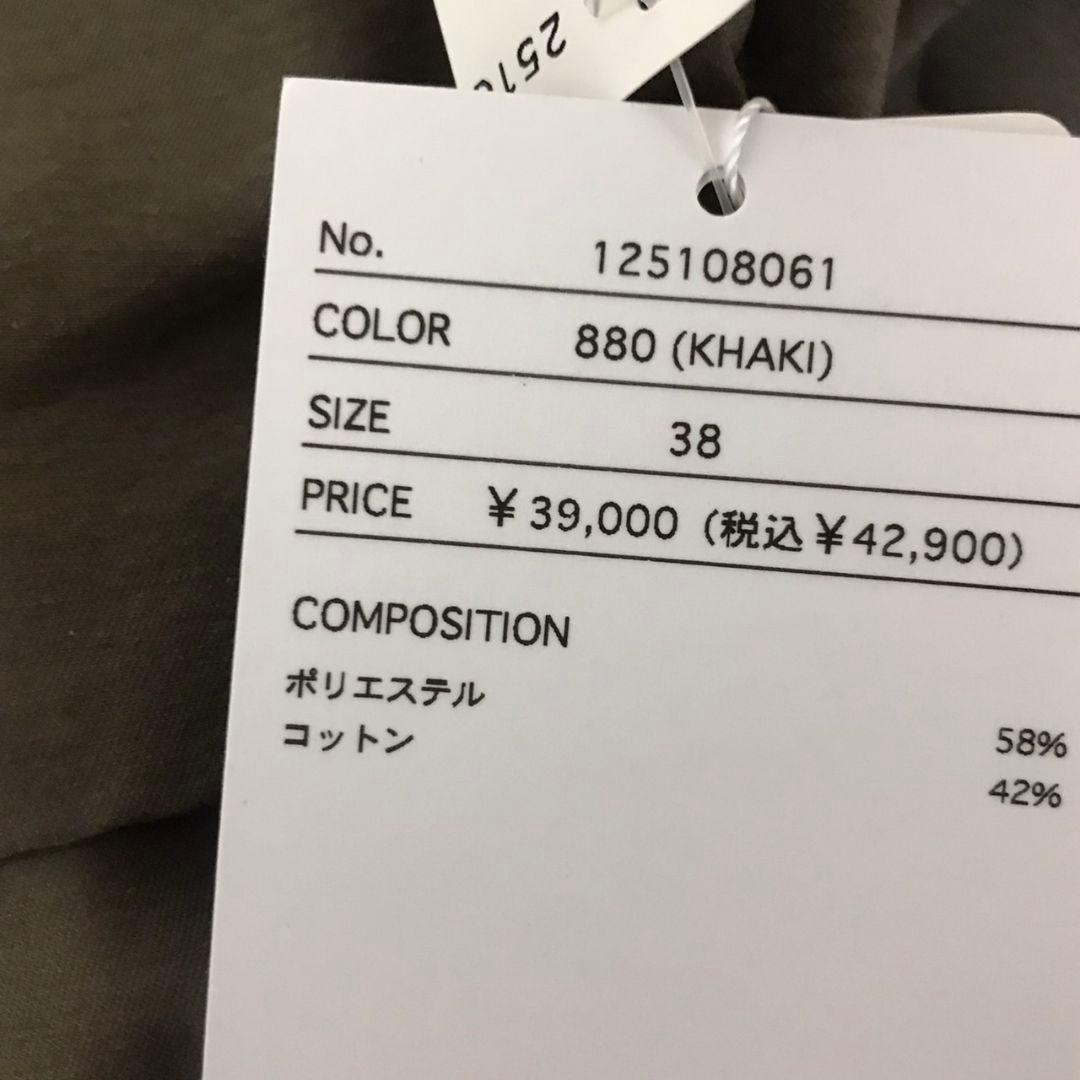 2510
No. 125108061
COLOR 880 (KHAKI)
SIZE 38
PRICE ¥39,000 (税込¥42,900)
COMPOSITION
ポリエステル 58%
コットン 42%